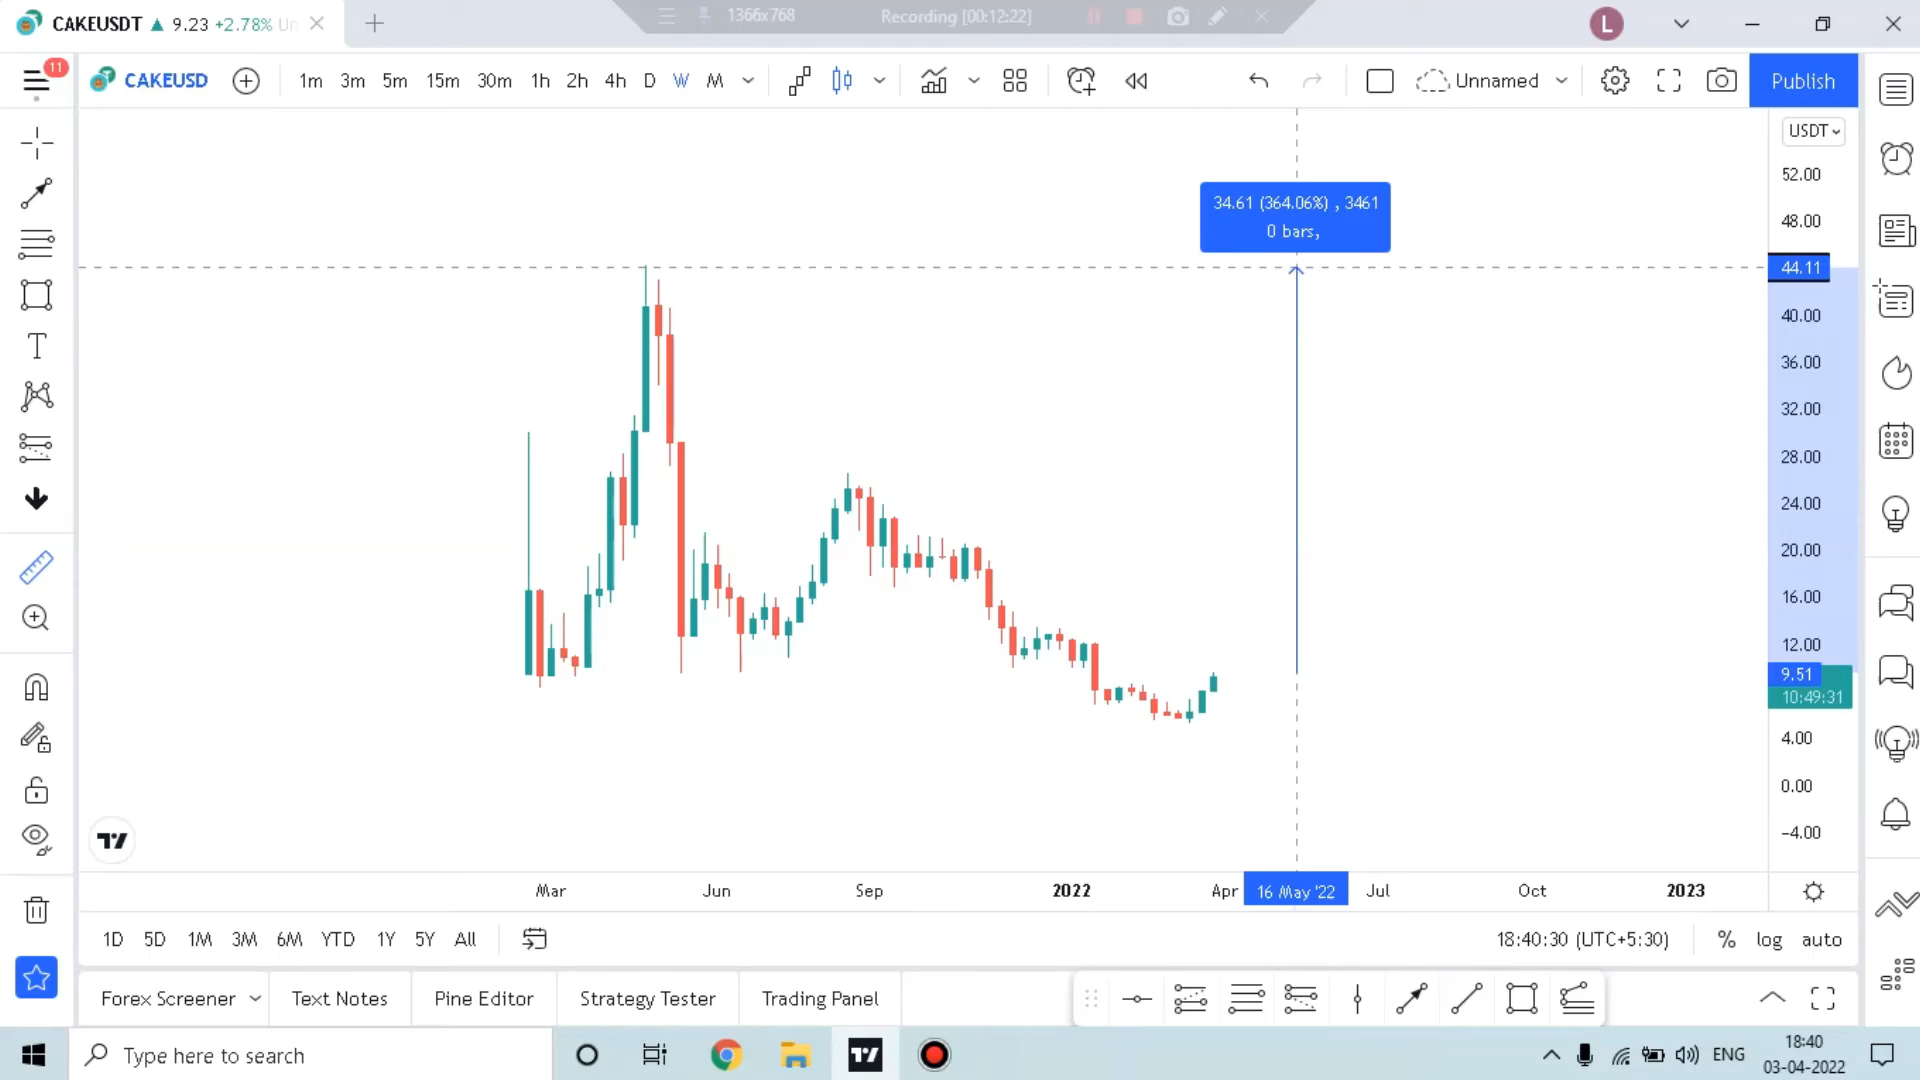 CAKEUSDT ▲ 9.23 +2.78% Un
1366x768
Recording [00:12:22]
L
11
CAKEUSD
1m 3m 5m 15m 30m 1h 2h 4h D W M
Unnamed
Publish
USDT
52.00
48.00
44.11
40.00
36.00
32.00
28.00
24.00
20.00
16.00
12.00
9.51
10:49:31
4.00
0.00
−4.00
34.61 (364.06%) , 3461
0 bars,
T
Mar Jun Sep 2022 Apr 16 May '22 Jul Oct 2023
1D 5D 1M 3M 6M YTD 1Y 5Y All
18:40:30 (UTC+5:30) % log auto
Forex Screener Text Notes Pine Editor Strategy Tester Trading Panel
Type here to search
ENG
18:40
03-04-2022